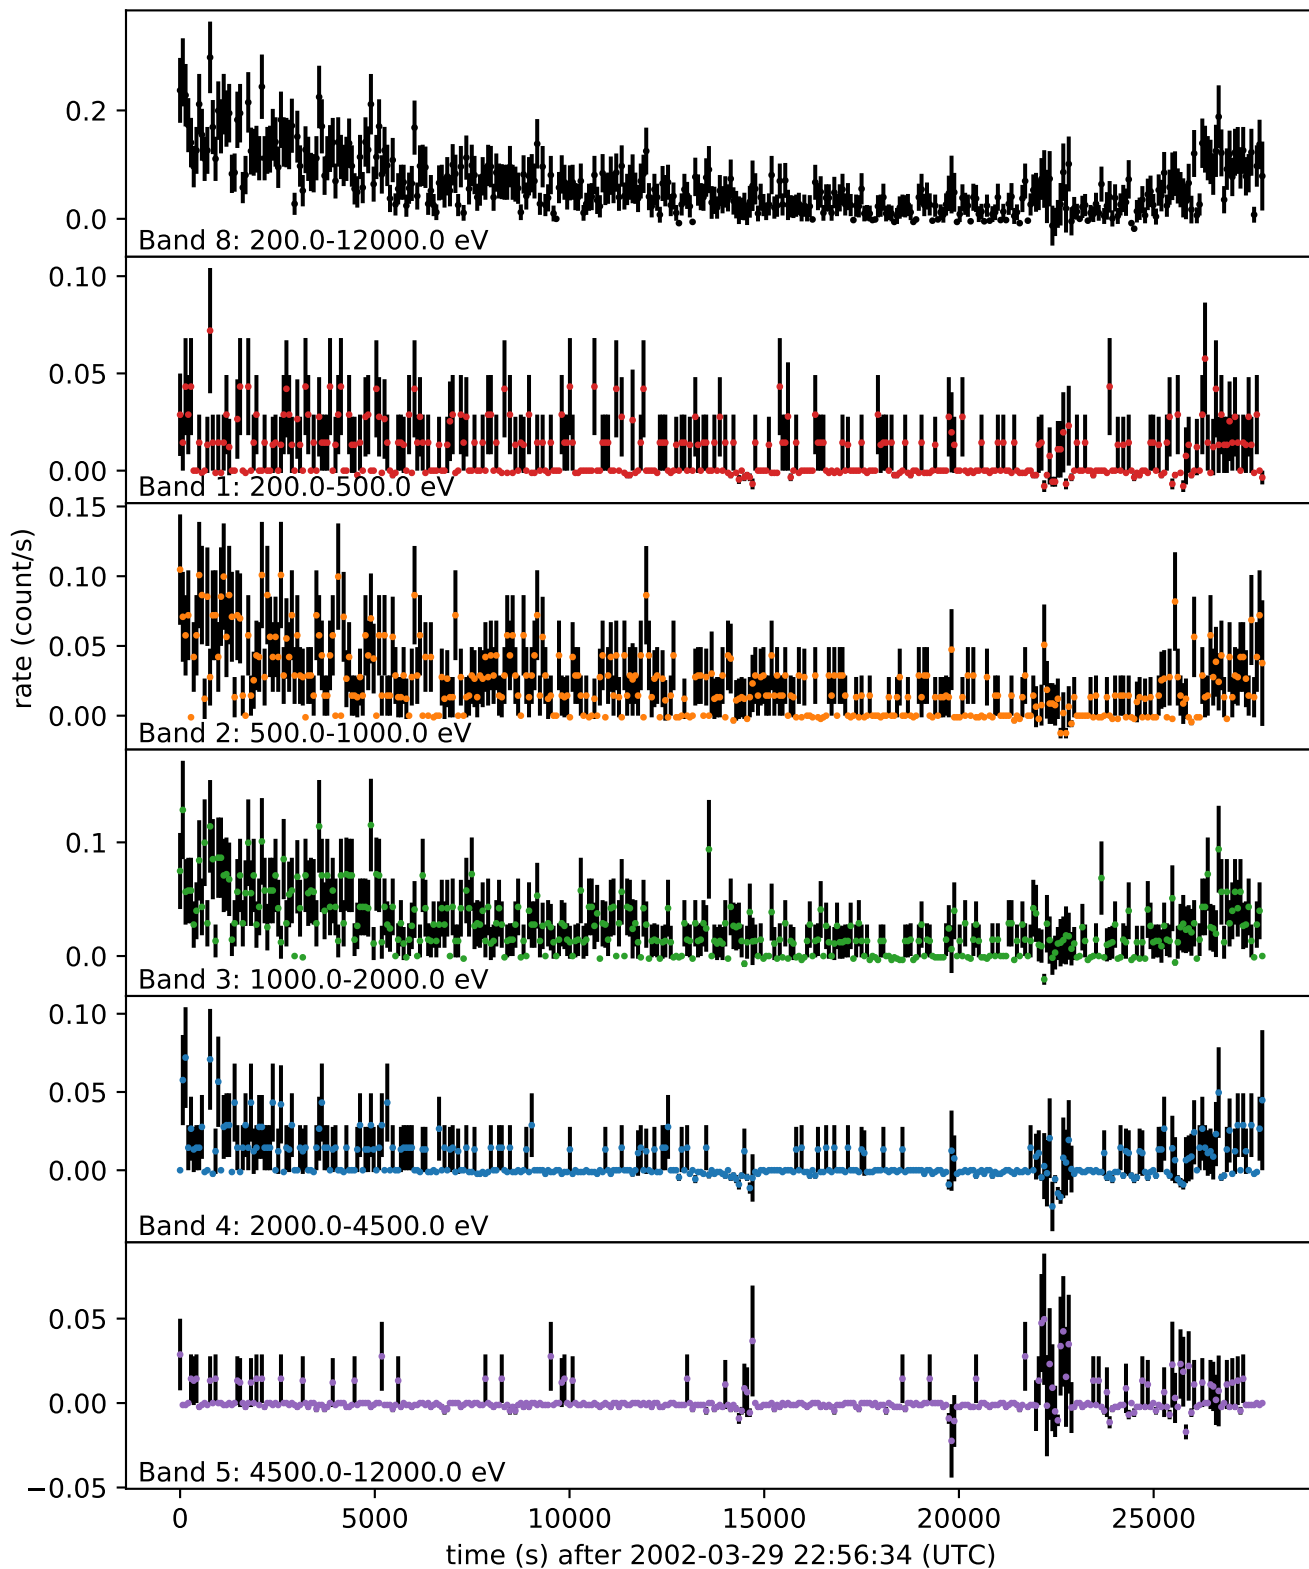 0.2
0.0
Band 8: 200.0-12000.0 eV
0.10
0.05
0.00
Band 1: 200.0-500.0 eV
0.15
0.10
0.05
0.00
Band 2: 500.0-1000.0 eV
rate (count/s)
0.1
0.0
Band 3: 1000.0-2000.0 eV
0.10
0.05
0.00
Band 4: 2000.0-4500.0 eV
0.05
0.00
−0.05
Band 5: 4500.0-12000.0 eV
0 5000 10000 15000 20000 25000
time (s) after 2002-03-29 22:56:34 (UTC)